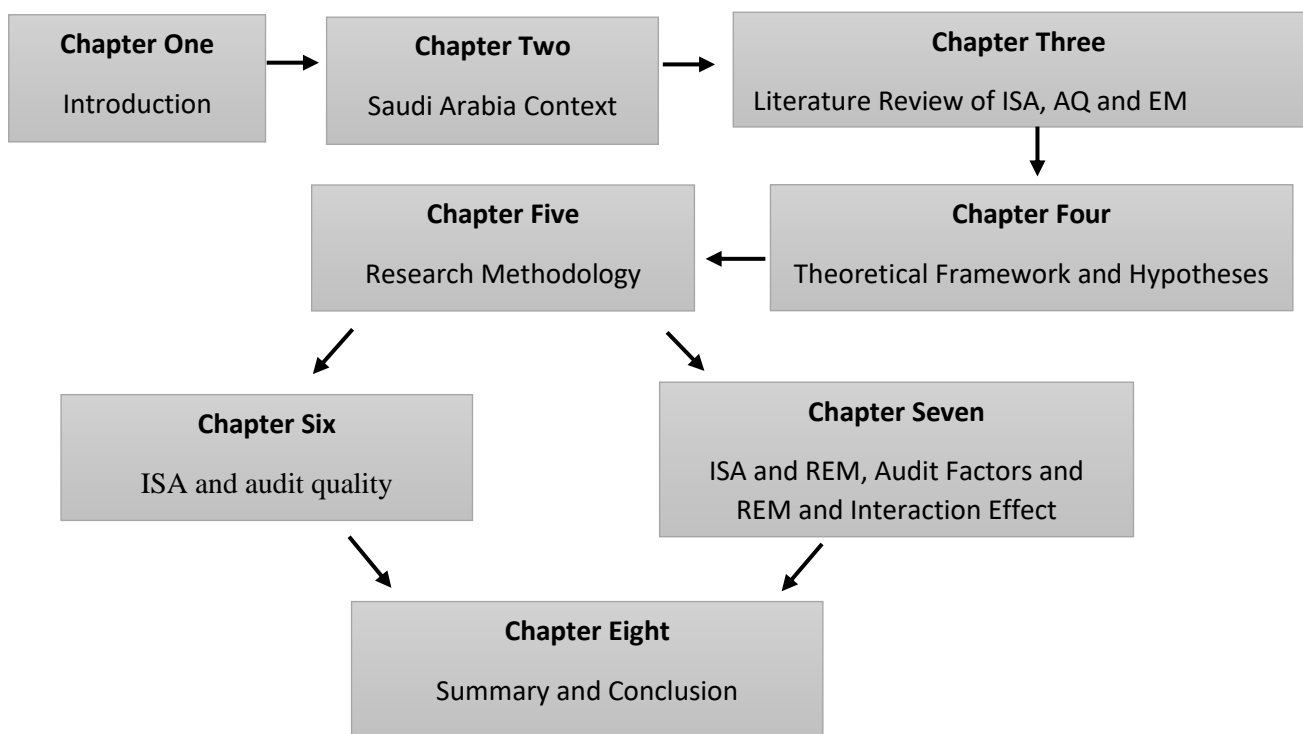 Chapter One
Introduction
Chapter Two
Saudi Arabia Context
Chapter Three
Literature Review of ISA, AQ and EM
Chapter Four
Theoretical Framework and Hypotheses
Chapter Five
Research Methodology
Chapter Six
ISA and audit quality
Chapter Seven
ISA and REM, Audit Factors and
REM and Interaction Effect
Chapter Eight
Summary and Conclusion